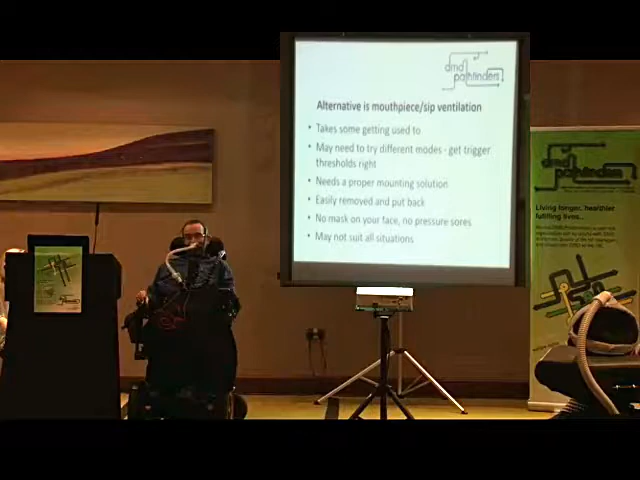 dmd
pathfinders
Alternative is mouthpiece/sip ventilation
• Takes some getting used to
• May need to try different modes - get trigger
thresholds right
• Needs a proper mounting solution
• Easily removed and put back
• No mask on your face, no pressure sores
• May not suit all situations
dmd
pathfinders
Living longer, healthier
fulfilling lives...